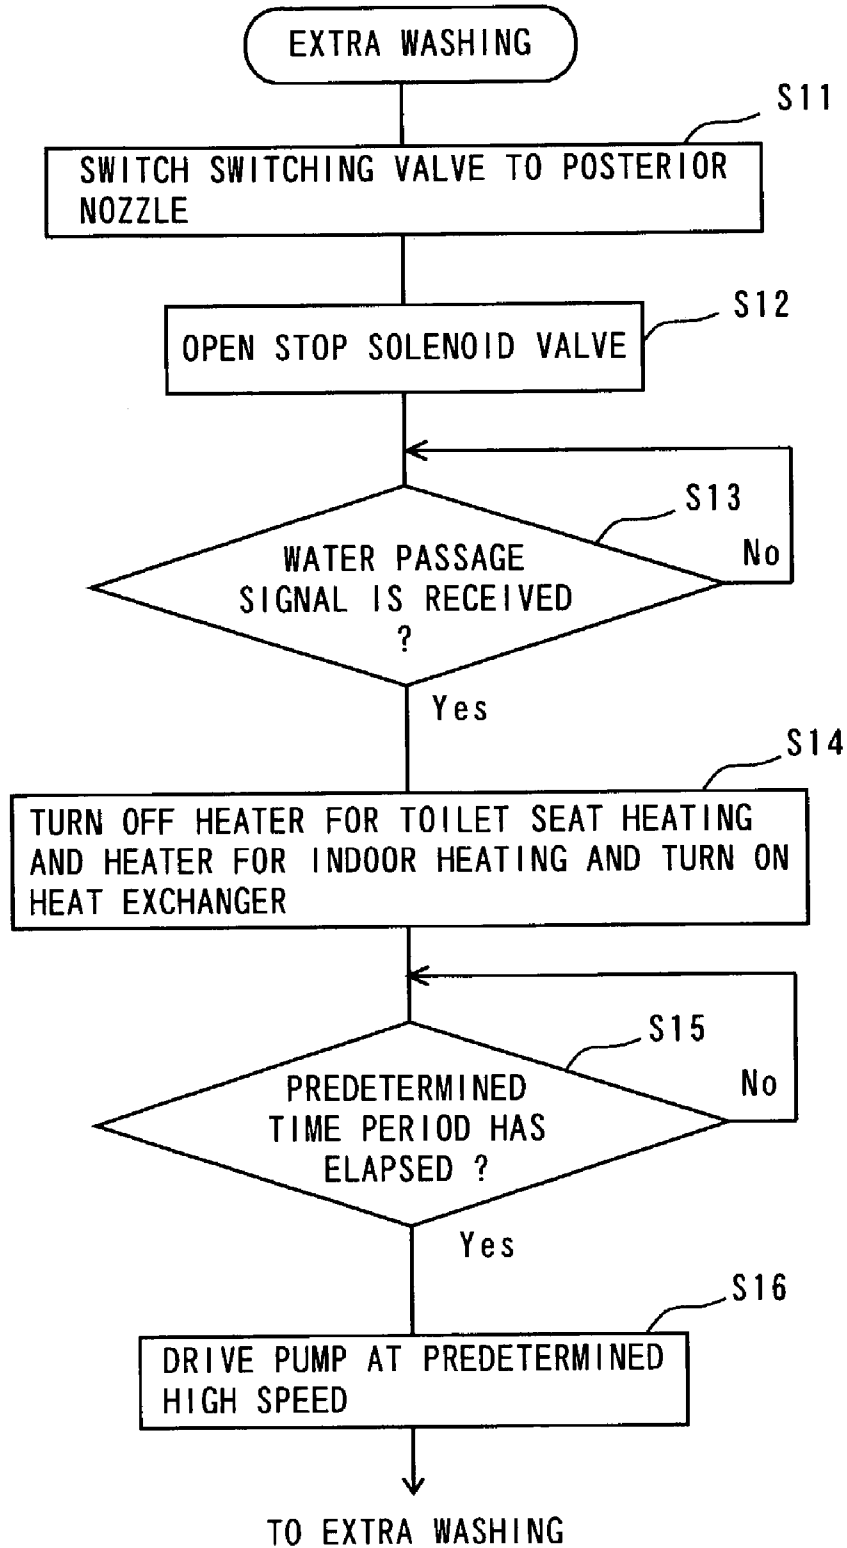 EXTRA WASHING
S11
SWITCH SWITCHING VALVE TO POSTERIOR
NOZZLE
S12
OPEN STOP SOLENOID VALVE
S13
No
WATER PASSAGE
SIGNAL IS RECEIVED
?
Yes
S14
TURN OFF HEATER FOR TOILET SEAT HEATING
AND HEATER FOR INDOOR HEATING AND TURN ON
HEAT EXCHANGER
S15
No
PREDETERMINED
TIME PERIOD HAS
ELAPSED ?
Yes
S16
DRIVE PUMP AT PREDETERMINED
HIGH SPEED
TO EXTRA WASHING